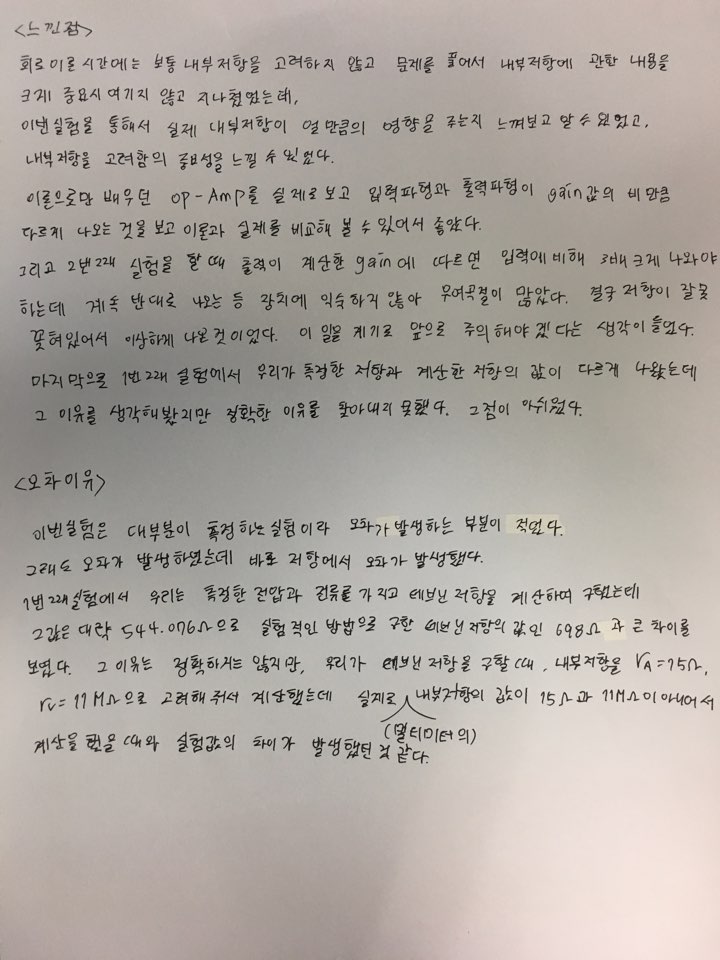 <느낀점>
회로이론 시간에는 보통 내부저항을 고려하지 않고 문제를 풀어서 내부저항에 관한 내용을
크게 중요시 여기지 않고 지나쳤었는데,
이번실험을 통해서 실제 내부저항이 얼만큼의 영향을 주는지 느껴보고 알 수 있었고,
내부저항을 고려함의 중요성을 느낄 수 있었다.
이론으로만 배우던 op-Amp를 실제로보고 입력파형과 출력파형이 gain값의 비만큼
다르게 나오는 것을 보고 이론과 실제를 비교해 볼 수 있어서 좋았다.
그리고 2번2째 실험을 할 때 출력이 계산한 gain에 따르면 입력에 비해 3배 크게 나와야
하는데 계속 반대로 나오는 등 장치에 익숙하지 않아 우여곡절이 많았다. 결국 저항이 잘못
꽂혀있어서 이상하게 나온 것이었다. 이 일을 계기로 앞으로 주의해야 겠다는 생각이 들었다.
마지막으로 1번2째 실험에서 우리가 측정한 저항과 계산한 저항의 값이 다르게 나왔는데
그 이유를 생각해봤지만 정확한 이유를 찾아내지 못했다. 그점이 아쉬웠다.
<오차이유>
이번실험은 대부분이 측정하는실험이라 오차가 발생하는 부분이 적었다.
그래도 오차가 발생하였는데 바로 저항에서 오차가 발생했다.
1번2째실험에서 우리는 측정한 전압과 전류를 가지고 테브닌 저항을 계산하여 구했는데
그값은 대략 544.076Ω으로 실험적인 방법으로 구한 테브닌저항의 값인 698Ω과 큰 차이를
보였다. 그 이유는 정확하지는 않지만, 우리가 테브닌 저항을 구할 때, 내부저항을 rA=15Ω,
rv=11MΩ으로 고려해 줘서 계산했는데 실제로 내부저항의 값이 15Ω과 11MΩ이 아니어서
(멀티미터의)
계산을 했을 때와 실험값의 차이가 발생했던 것 같다.